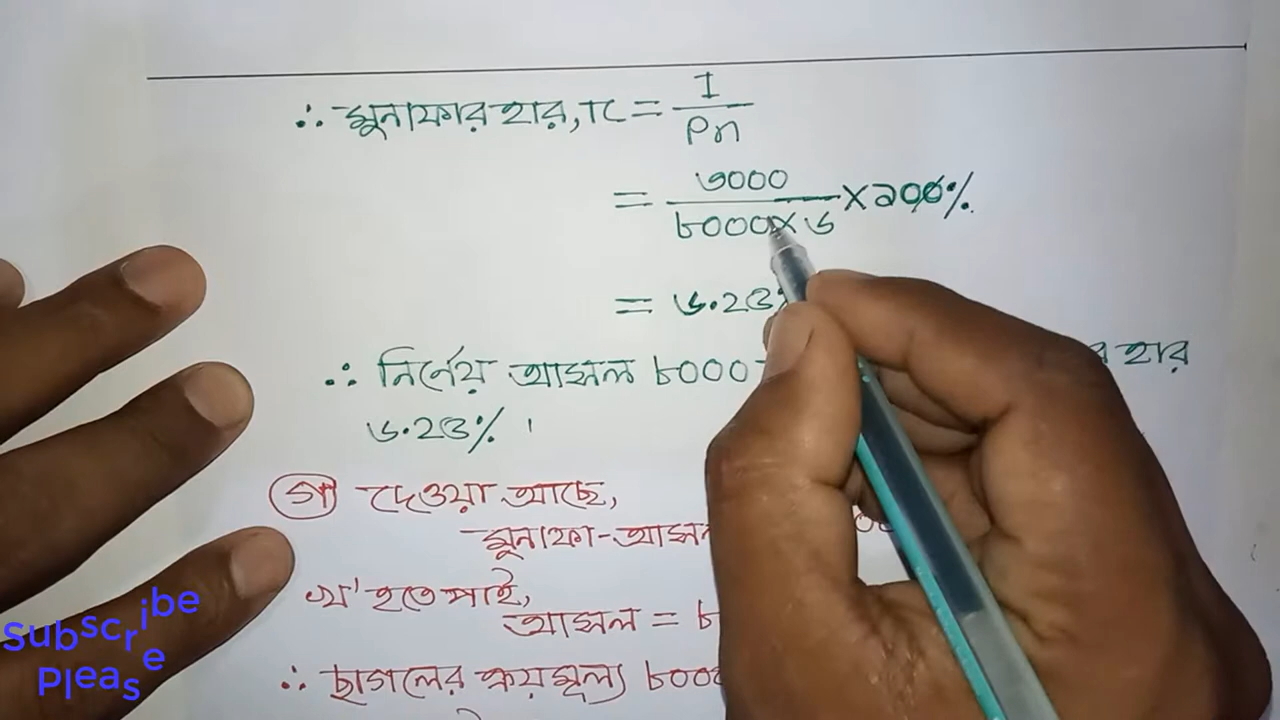 ∴ মুনাফার হার, r = I
Pn
= ৩০০০
৮০০০×৬ ×১০০%
= ৬.২৫%
∴ নির্ণেয় আসল ৮০০০ হার
৬.২৫% ।
গ দেওয়া আছে,
মুনাফা-আসল
'খ' হতে পাই,
আসল = ৮
∴ ছাগলের ক্রয়মূল্য ৮০০
Subscribe
Please